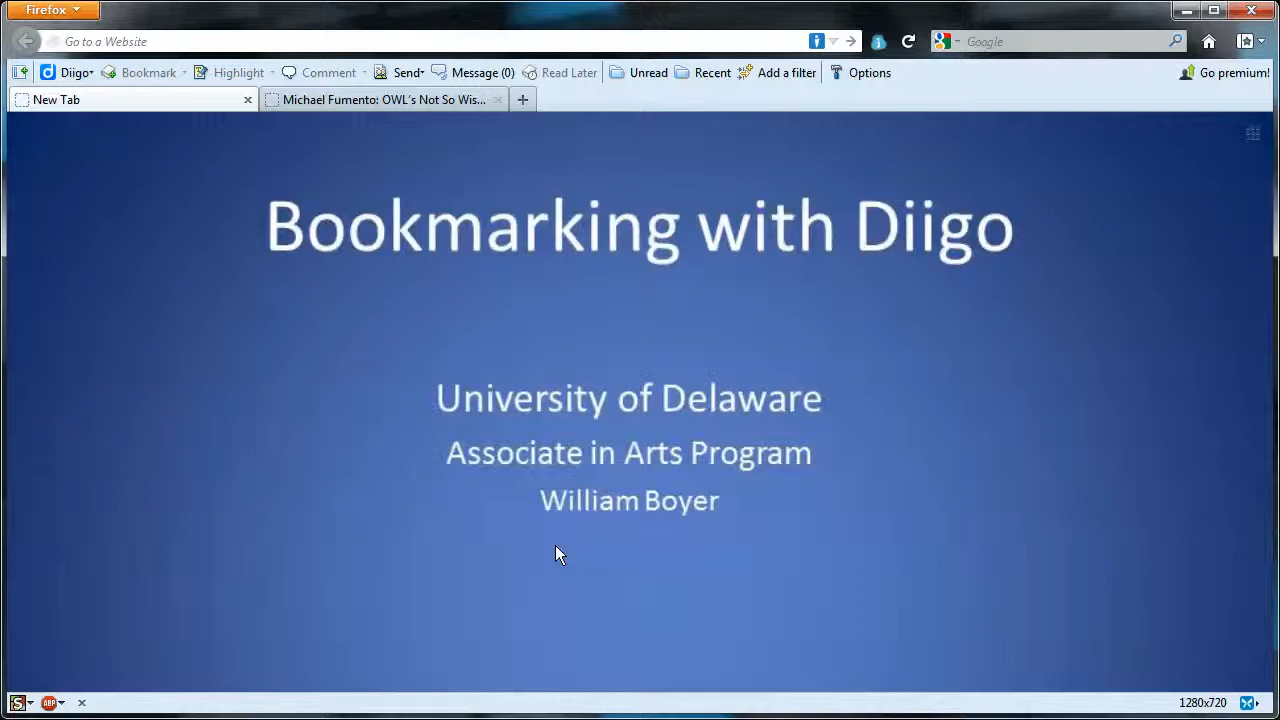 Firefox
Go to a Website
Google
Diigo
Bookmark
Highlight
Comment
Send
Message (0)
Read Later
Unread
Recent
Add a filter
Options
Go premium!
New Tab
Michael Fumento: OWL's Not So Wis...
Bookmarking with Diigo
University of Delaware
Associate in Arts Program
William Boyer
S
ABP
1280x720